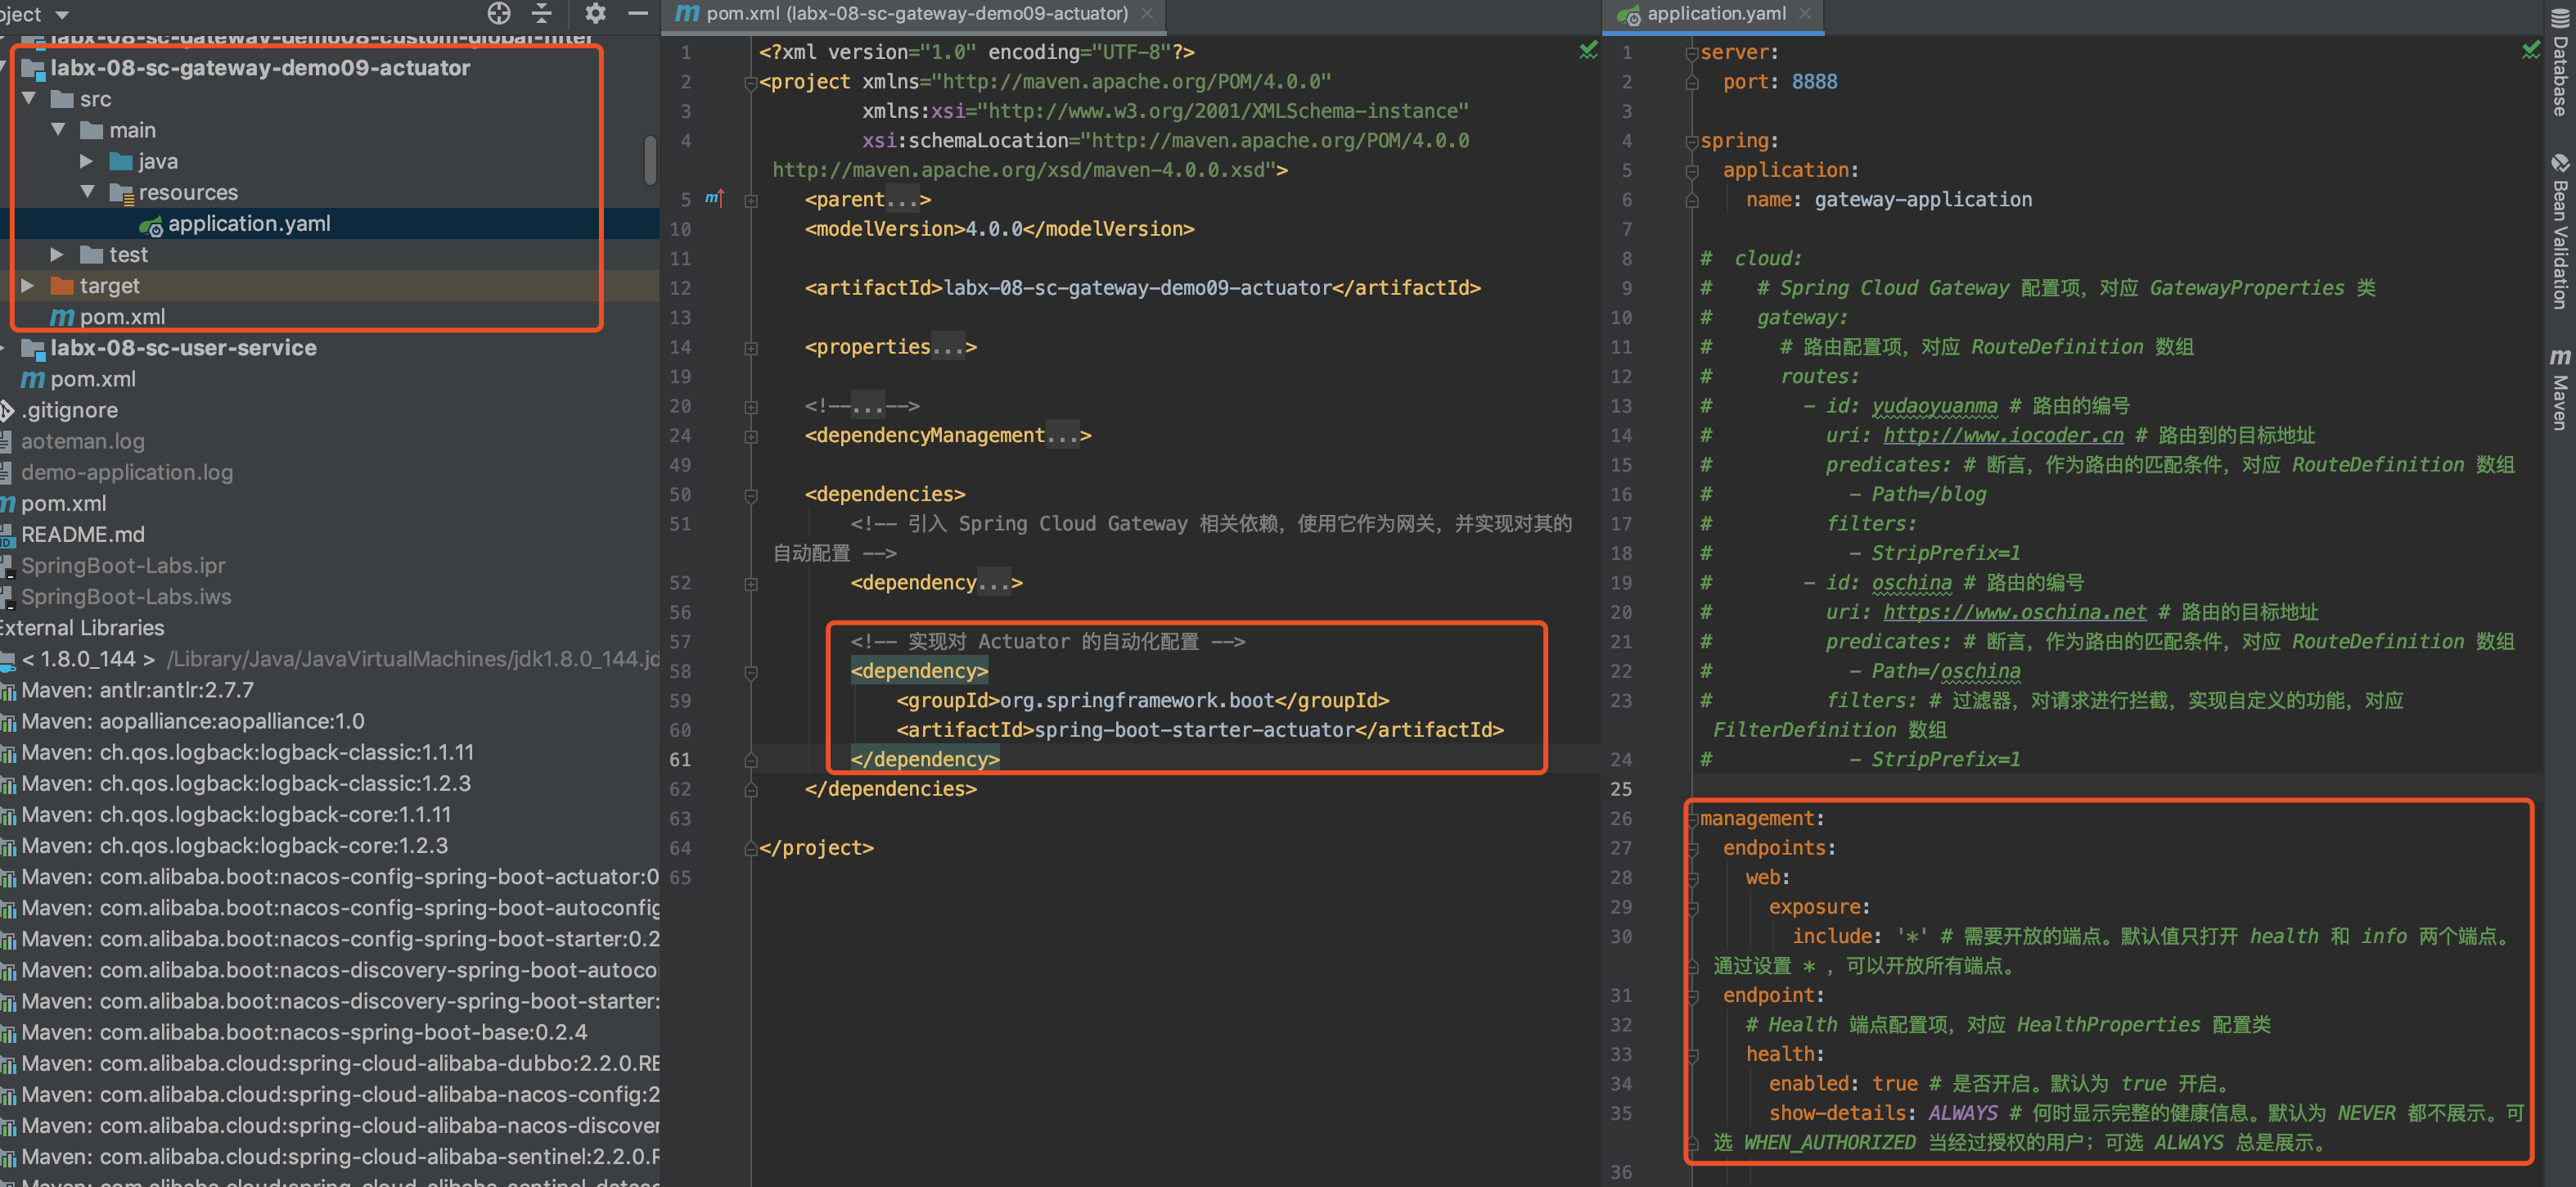 oject
labx-08-sc-gateway-demo08-custom-global-filter
labx-08-sc-gateway-demo09-actuator
src
main
java
resources
application.yaml
test
target
pom.xml
labx-08-sc-user-service
pom.xml
.gitignore
aoteman.log
demo-application.log
pom.xml
README.md
SpringBoot-Labs.ipr
SpringBoot-Labs.iws
External Libraries
< 1.8.0_144 > /Library/Java/JavaVirtualMachines/jdk1.8.0_144.jd
Maven: antlr:antlr:2.7.7
Maven: aopalliance:aopalliance:1.0
Maven: ch.qos.logback:logback-classic:1.1.11
Maven: ch.qos.logback:logback-classic:1.2.3
Maven: ch.qos.logback:logback-core:1.1.11
Maven: ch.qos.logback:logback-core:1.2.3
Maven: com.alibaba.boot:nacos-config-spring-boot-actuator:0
Maven: com.alibaba.boot:nacos-config-spring-boot-autoconfig
Maven: com.alibaba.boot:nacos-config-spring-boot-starter:0.2
Maven: com.alibaba.boot:nacos-discovery-spring-boot-autoco
Maven: com.alibaba.boot:nacos-discovery-spring-boot-starter:
Maven: com.alibaba.boot:nacos-spring-boot-base:0.2.4
Maven: com.alibaba.cloud:spring-cloud-alibaba-dubbo:2.2.0.RE
Maven: com.alibaba.cloud:spring-cloud-alibaba-nacos-config:2
Maven: com.alibaba.cloud:spring-cloud-alibaba-nacos-discover
Maven: com.alibaba.cloud:spring-cloud-alibaba-sentinel:2.2.0.R
Maven: com.alibaba.cloud:spring-cloud-alibaba-sentinel-datasc
pom.xml (labx-08-sc-gateway-demo09-actuator)
1 <?xml version="1.0" encoding="UTF-8"?>
2 <project xmlns="http://maven.apache.org/POM/4.0.0"
3 xmlns:xsi="http://www.w3.org/2001/XMLSchema-instance"
4 xsi:schemaLocation="http://maven.apache.org/POM/4.0.0
http://maven.apache.org/xsd/maven-4.0.0.xsd">
5 <parent...>
10 <modelVersion>4.0.0</modelVersion>
11
12 <artifactId>labx-08-sc-gateway-demo09-actuator</artifactId>
13
14 <properties...>
19
20 <!--...-->
24 <dependencyManagement...>
49
50 <dependencies>
51 <!-- 引入 Spring Cloud Gateway 相关依赖，使用它作为网关，并实现对其的
自动配置 -->
52 <dependency...>
56
57 <!-- 实现对 Actuator 的自动化配置 -->
58 <dependency>
59 <groupId>org.springframework.boot</groupId>
60 <artifactId>spring-boot-starter-actuator</artifactId>
61 </dependency>
62 </dependencies>
63
64 </project>
65
application.yaml
1 server:
2 port: 8888
3
4 spring:
5 application:
6 name: gateway-application
7
8 # cloud:
9 # # Spring Cloud Gateway 配置项，对应 GatewayProperties 类
10 # gateway:
11 # # 路由配置项，对应 RouteDefinition 数组
12 # routes:
13 # - id: yudaoyuanma # 路由的编号
14 # uri: http://www.iocoder.cn # 路由到的目标地址
15 # predicates: # 断言，作为路由的匹配条件，对应 RouteDefinition 数组
16 # - Path=/blog
17 # filters:
18 # - StripPrefix=1
19 # - id: oschina # 路由的编号
20 # uri: https://www.oschina.net # 路由的目标地址
21 # predicates: # 断言，作为路由的匹配条件，对应 RouteDefinition 数组
22 # - Path=/oschina
23 # filters: # 过滤器，对请求进行拦截，实现自定义的功能，对应
FilterDefinition 数组
24 # - StripPrefix=1
25
26 management:
27 endpoints:
28 web:
29 exposure:
30 include: '*' # 需要开放的端点。默认值只打开 health 和 info 两个端点。
通过设置 * ，可以开放所有端点。
31 endpoint:
32 # Health 端点配置项，对应 HealthProperties 配置类
33 health:
34 enabled: true # 是否开启。默认为 true 开启。
35 show-details: ALWAYS # 何时显示完整的健康信息。默认为 NEVER 都不展示。可
选 WHEN_AUTHORIZED 当经过授权的用户；可选 ALWAYS 总是展示。
36
Database
Bean Validation
Maven